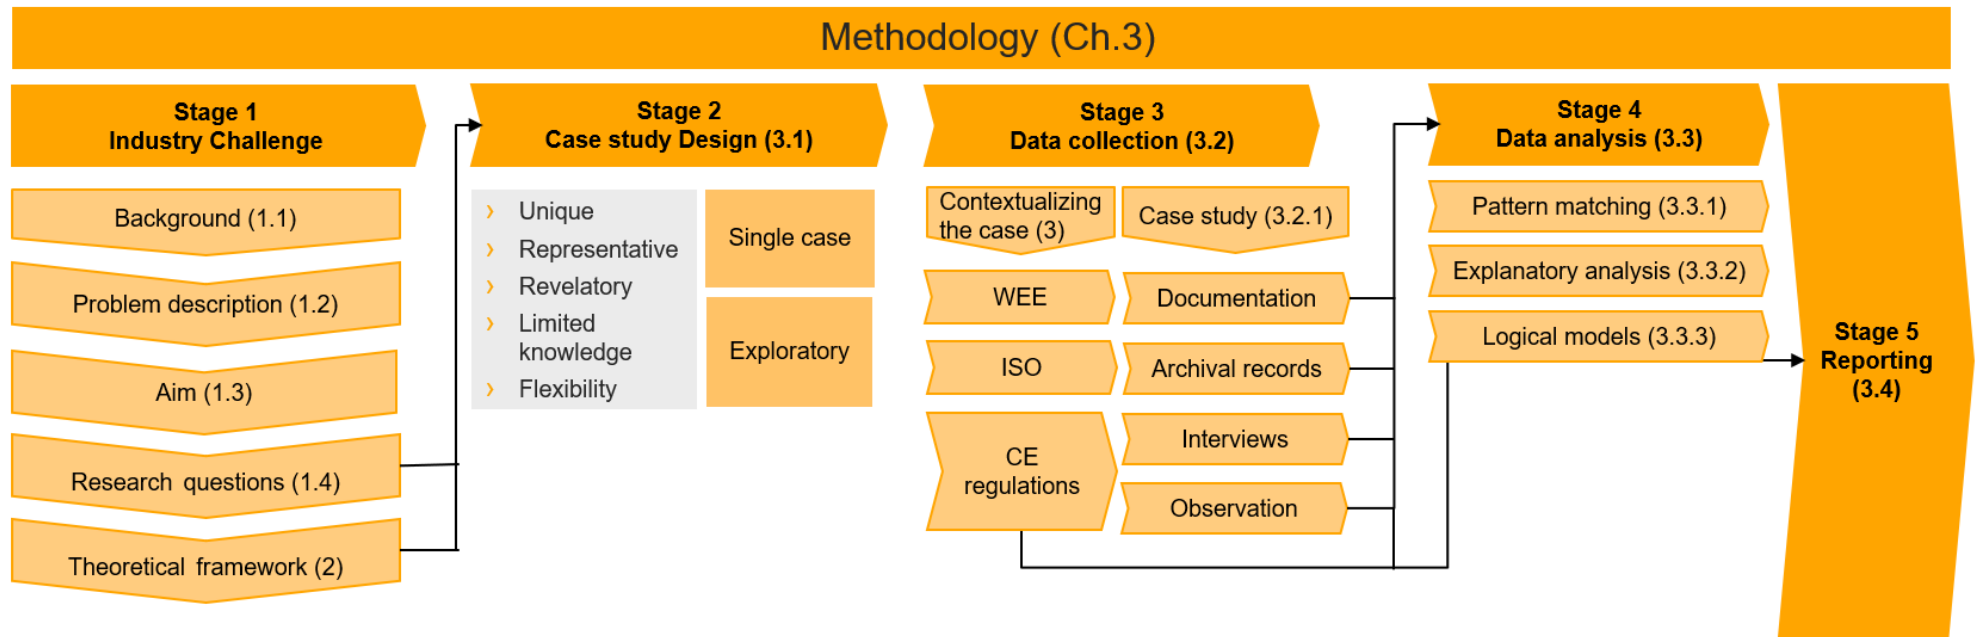 Methodology (Ch.3)
Stage 1
Industry Challenge
Background (1.1)
Problem description (1.2)
Aim (1.3)
Research questions (1.4)
Theoretical framework (2)
Stage 2
Case study Design (3.1)
› Unique
› Representative
› Revelatory
› Limited
knowledge
› Flexibility
Single case
Exploratory
Stage 3
Data collection (3.2)
Contextualizing
the case (3)
WEE
ISO
CE
regulations
Case study (3.2.1)
Documentation
Archival records
Interviews
Observation
Stage 4
Data analysis (3.3)
Pattern matching (3.3.1)
Explanatory analysis (3.3.2)
Logical models (3.3.3)
Stage 5
Reporting
(3.4)